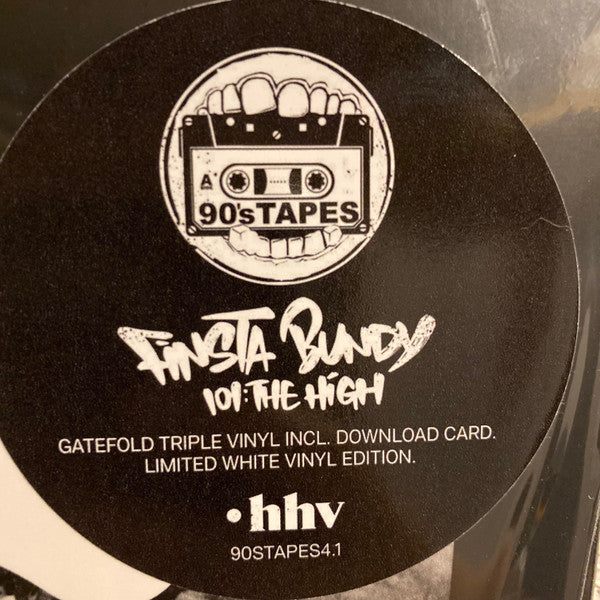 A
90'sTAPES
FINSTA BUNDY
101:THE HiGH
GATEFOLD TRIPLE VINYL INCL. DOWNLOAD CARD.
LIMITED WHITE VINYL EDITION.
•hhv
90STAPES4.1